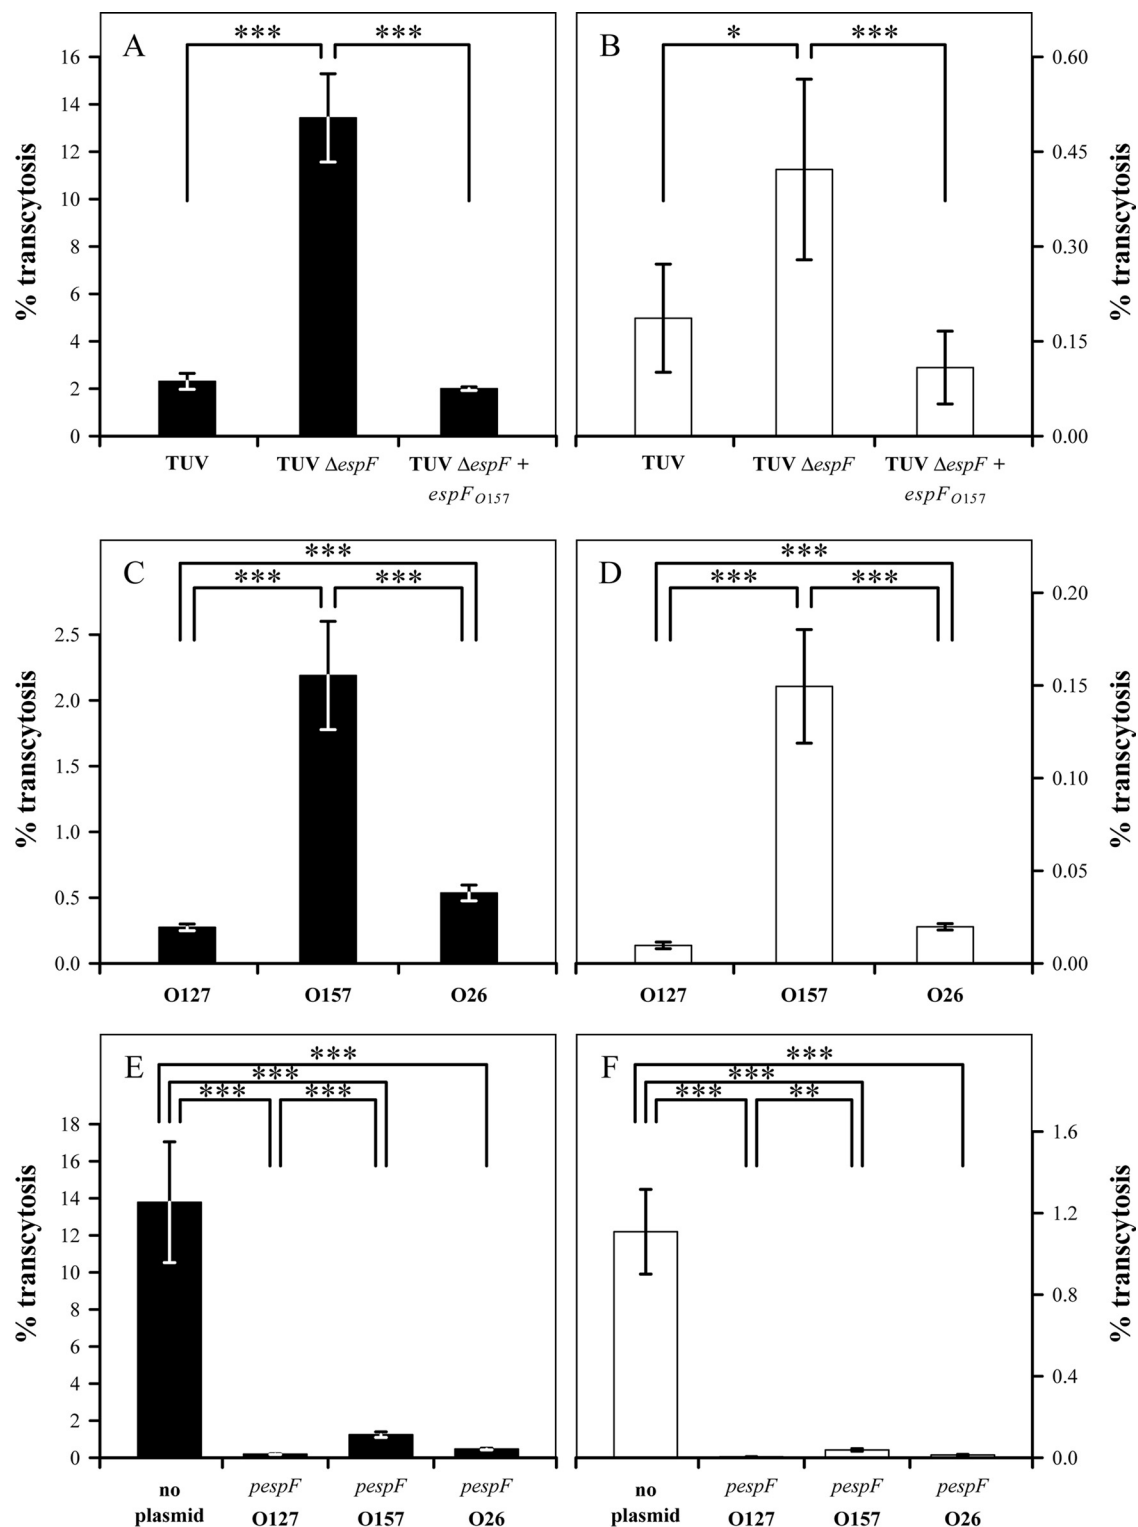 A
***
***
16
14
12
10
8
6
4
2
0
% transcytosis
TUV
TUV ΔespF
TUV ΔespF +
espF O157
B
*
***
0.60
0.45
0.30
0.15
0.00
% transcytosis
TUV
TUV ΔespF
TUV ΔespF +
espF O157
C
***
***
***
2.5
2.0
1.5
1.0
0.5
0.0
% transcytosis
O127
O157
O26
D
***
***
***
0.20
0.15
0.10
0.05
0.00
% transcytosis
O127
O157
O26
E
***
***
***
***
18
16
14
12
10
8
6
4
2
0
% transcytosis
no
plasmid
pespF
O127
pespF
O157
pespF
O26
F
***
***
***
**
1.6
1.2
0.8
0.4
0.0
% transcytosis
no
plasmid
pespF
O127
pespF
O157
pespF
O26